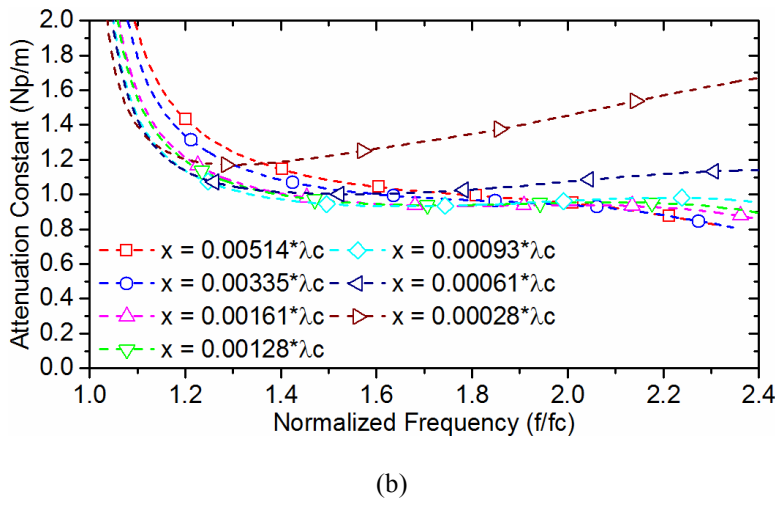 2.0
1.8
1.6
1.4
1.2
1.0
0.8
0.6
0.4
0.2
0.0
Attenuation Constant (Np/m)
x = 0.00514*λc
x = 0.00335*λc
x = 0.00161*λc
x = 0.00128*λc
x = 0.00093*λc
x = 0.00061*λc
x = 0.00028*λc
1.0 1.2 1.4 1.6 1.8 2.0 2.2 2.4
Normalized Frequency (f/fc)
(b)